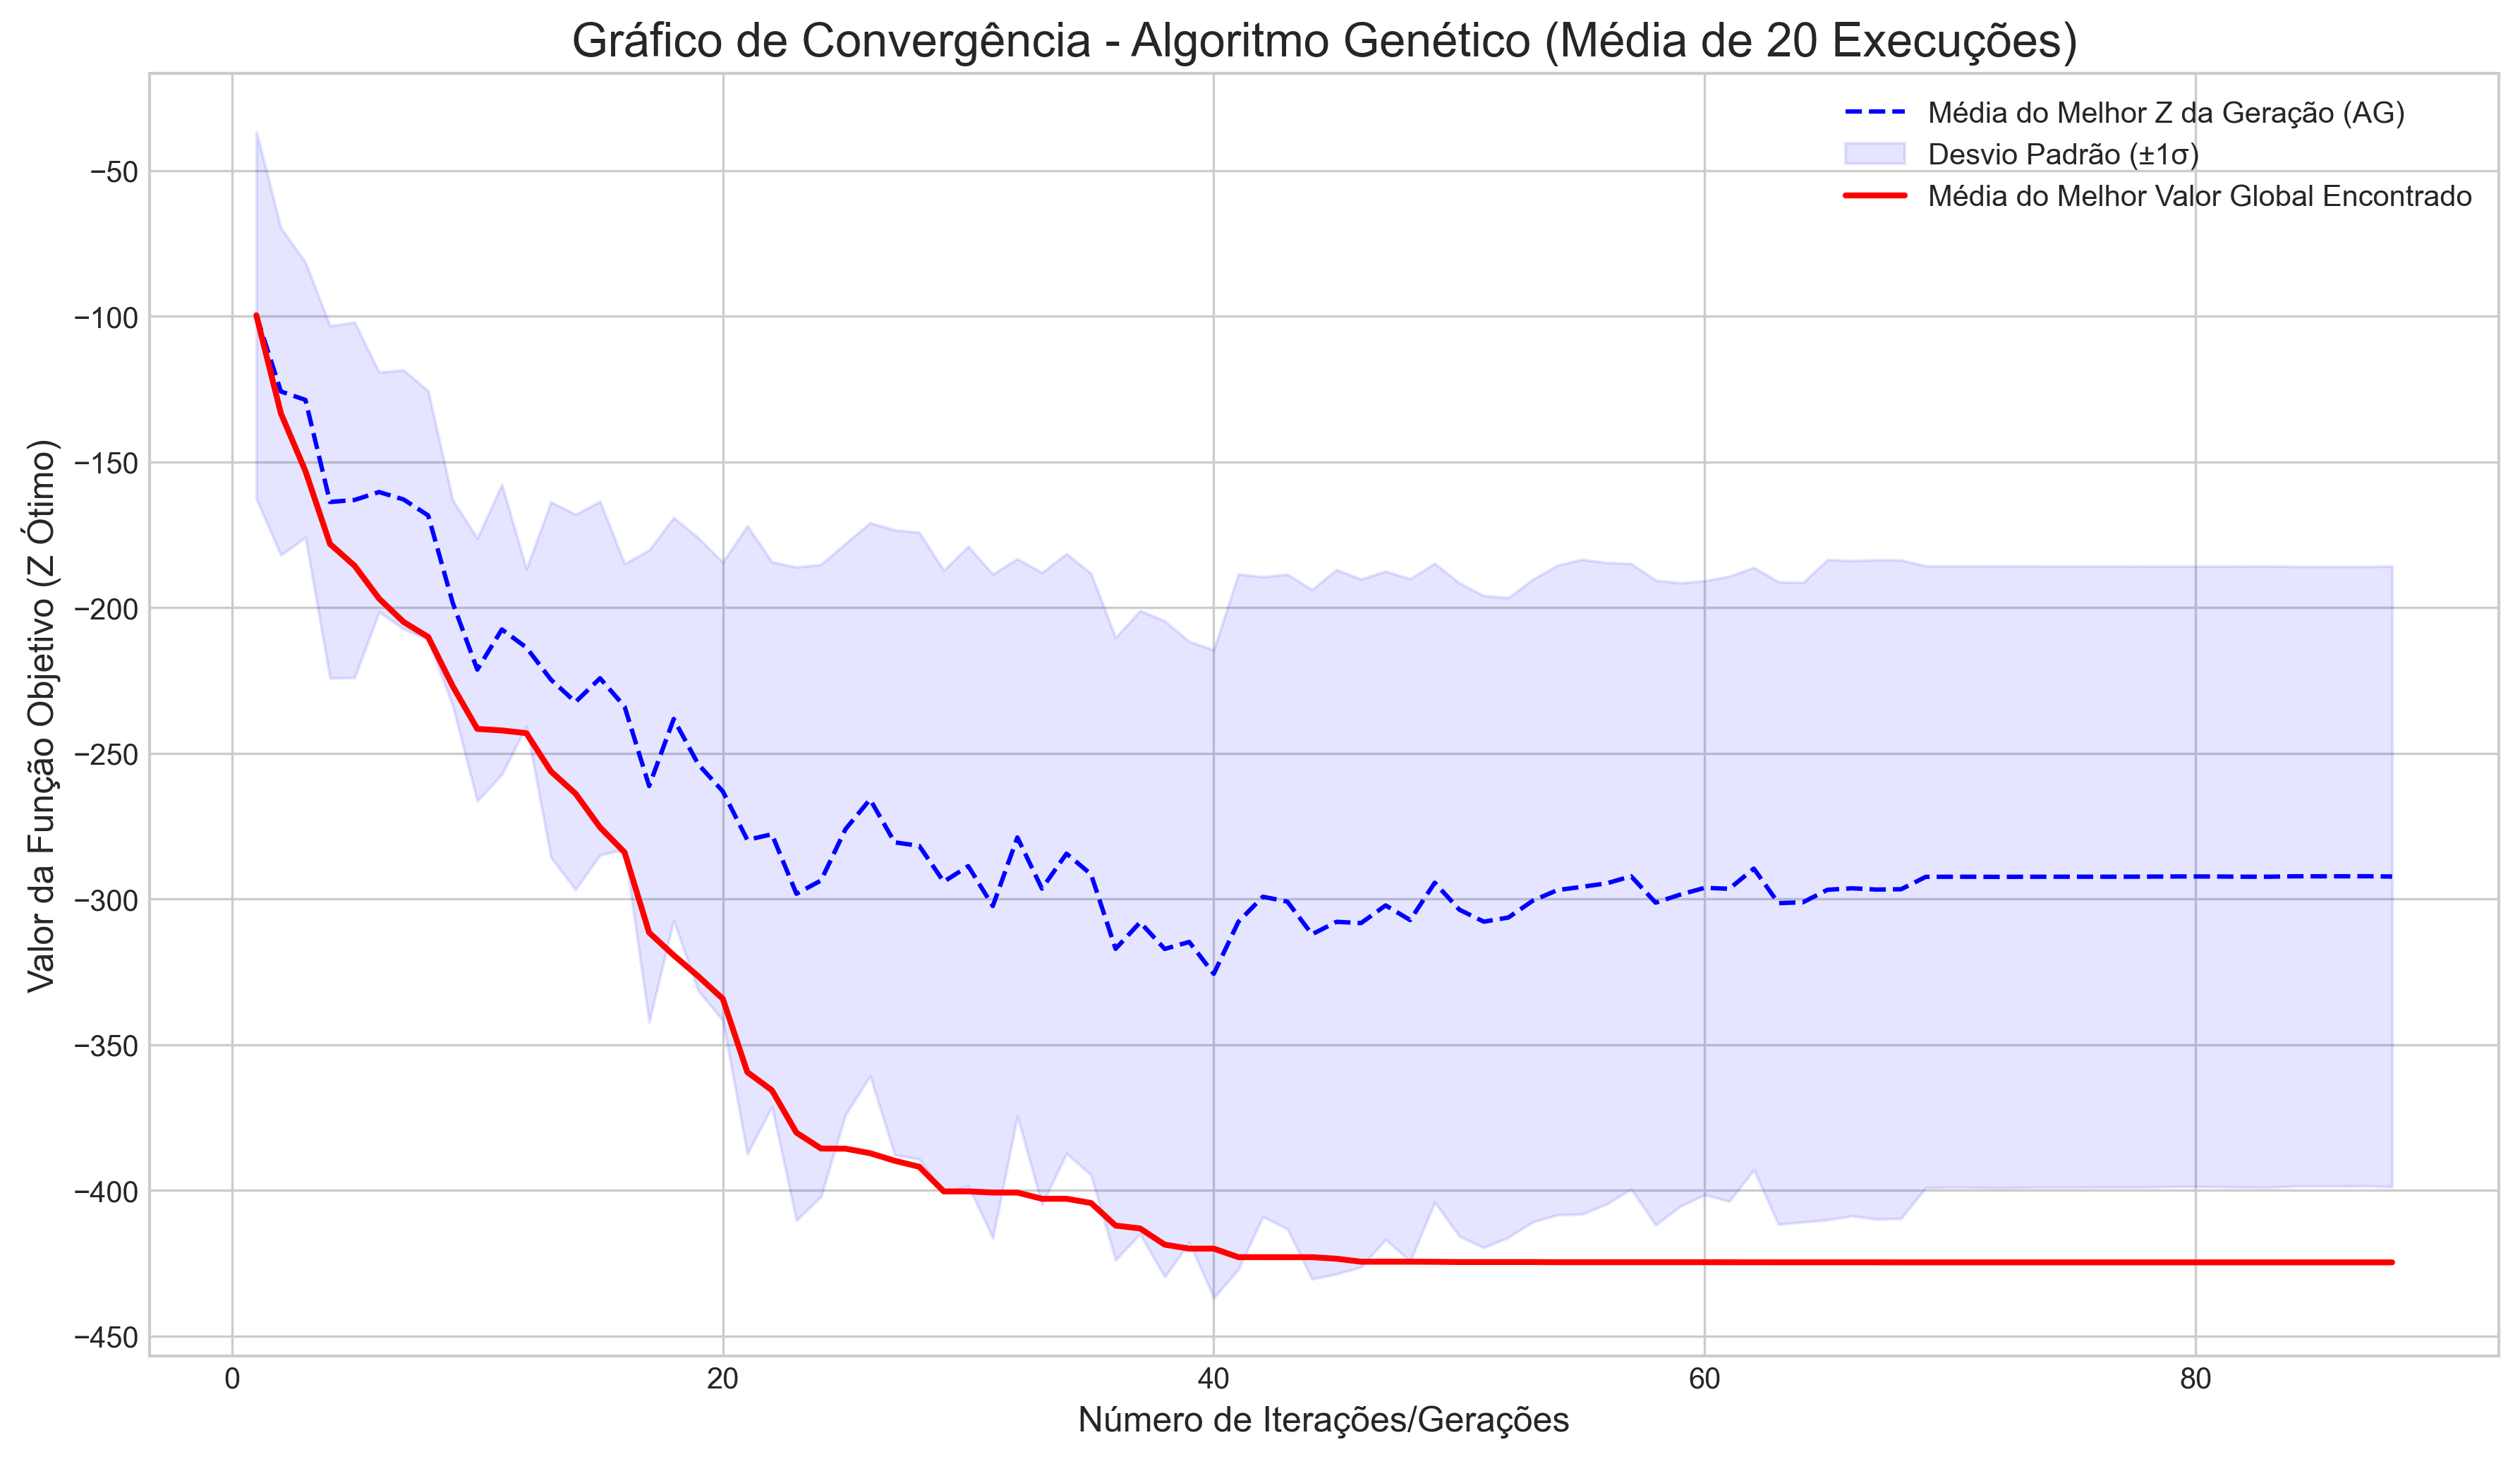 Gráfico de Convergência - Algoritmo Genético (Média de 20 Execuções)
Média do Melhor Z da Geração (AG)
Desvio Padrão (±1σ)
Média do Melhor Valor Global Encontrado
Valor da Função Objetivo (Z Ótimo)
−50
−100
−150
−200
−250
−300
−350
−400
−450
0 20 40 60 80
Número de Iterações/Gerações